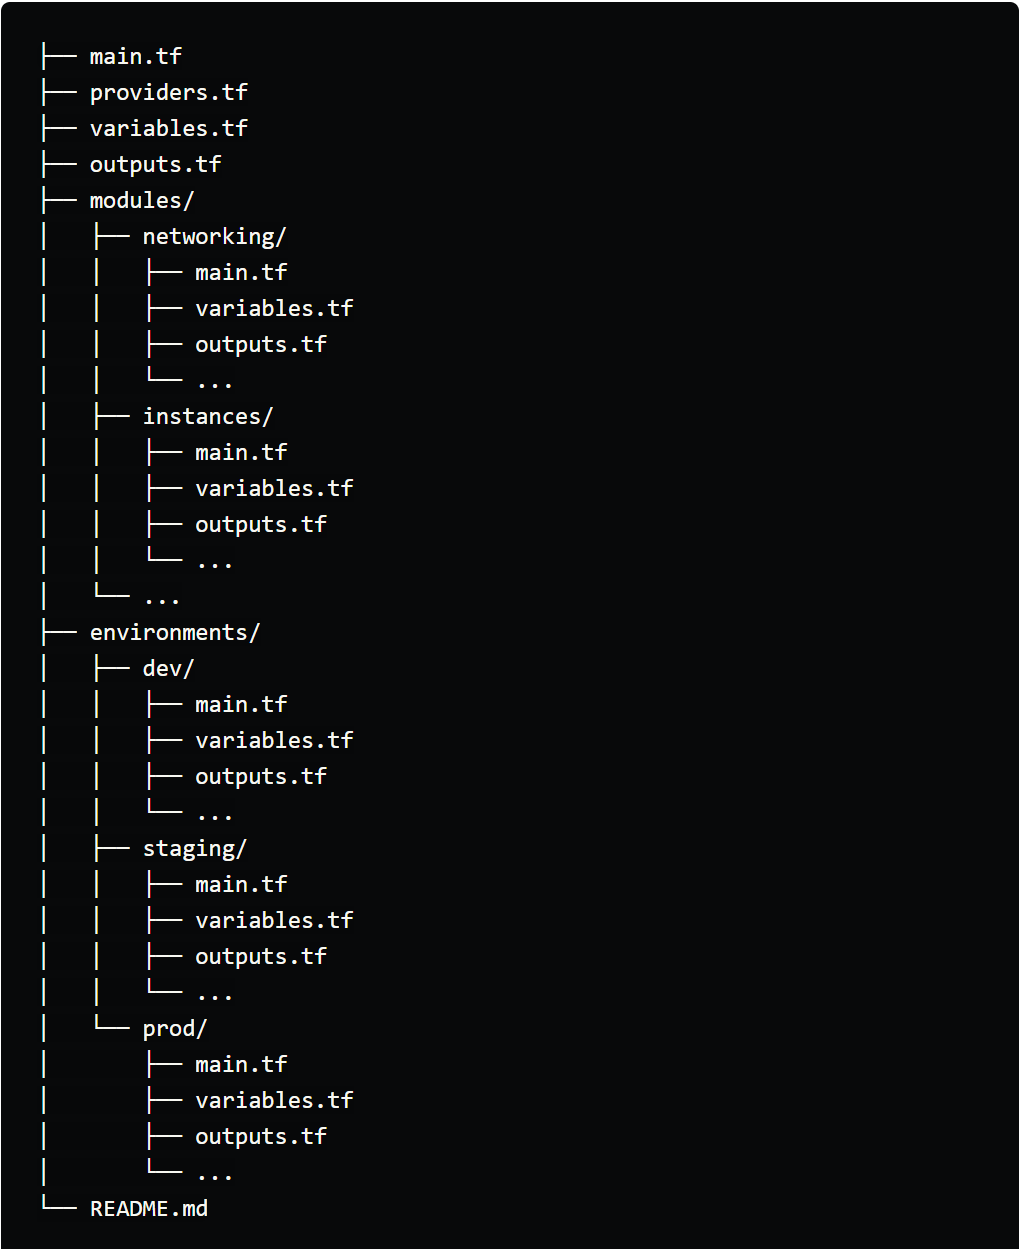 ├── main.tf
├── providers.tf
├── variables.tf
├── outputs.tf
├── modules/
│   ├── networking/
│   │   ├── main.tf
│   │   ├── variables.tf
│   │   ├── outputs.tf
│   │   └── ...
│   ├── instances/
│   │   ├── main.tf
│   │   ├── variables.tf
│   │   ├── outputs.tf
│   │   └── ...
│   └── ...
├── environments/
│   ├── dev/
│   │   ├── main.tf
│   │   ├── variables.tf
│   │   ├── outputs.tf
│   │   └── ...
│   ├── staging/
│   │   ├── main.tf
│   │   ├── variables.tf
│   │   ├── outputs.tf
│   │   └── ...
│   └── prod/
│       ├── main.tf
│       ├── variables.tf
│       ├── outputs.tf
│       └── ...
└── README.md